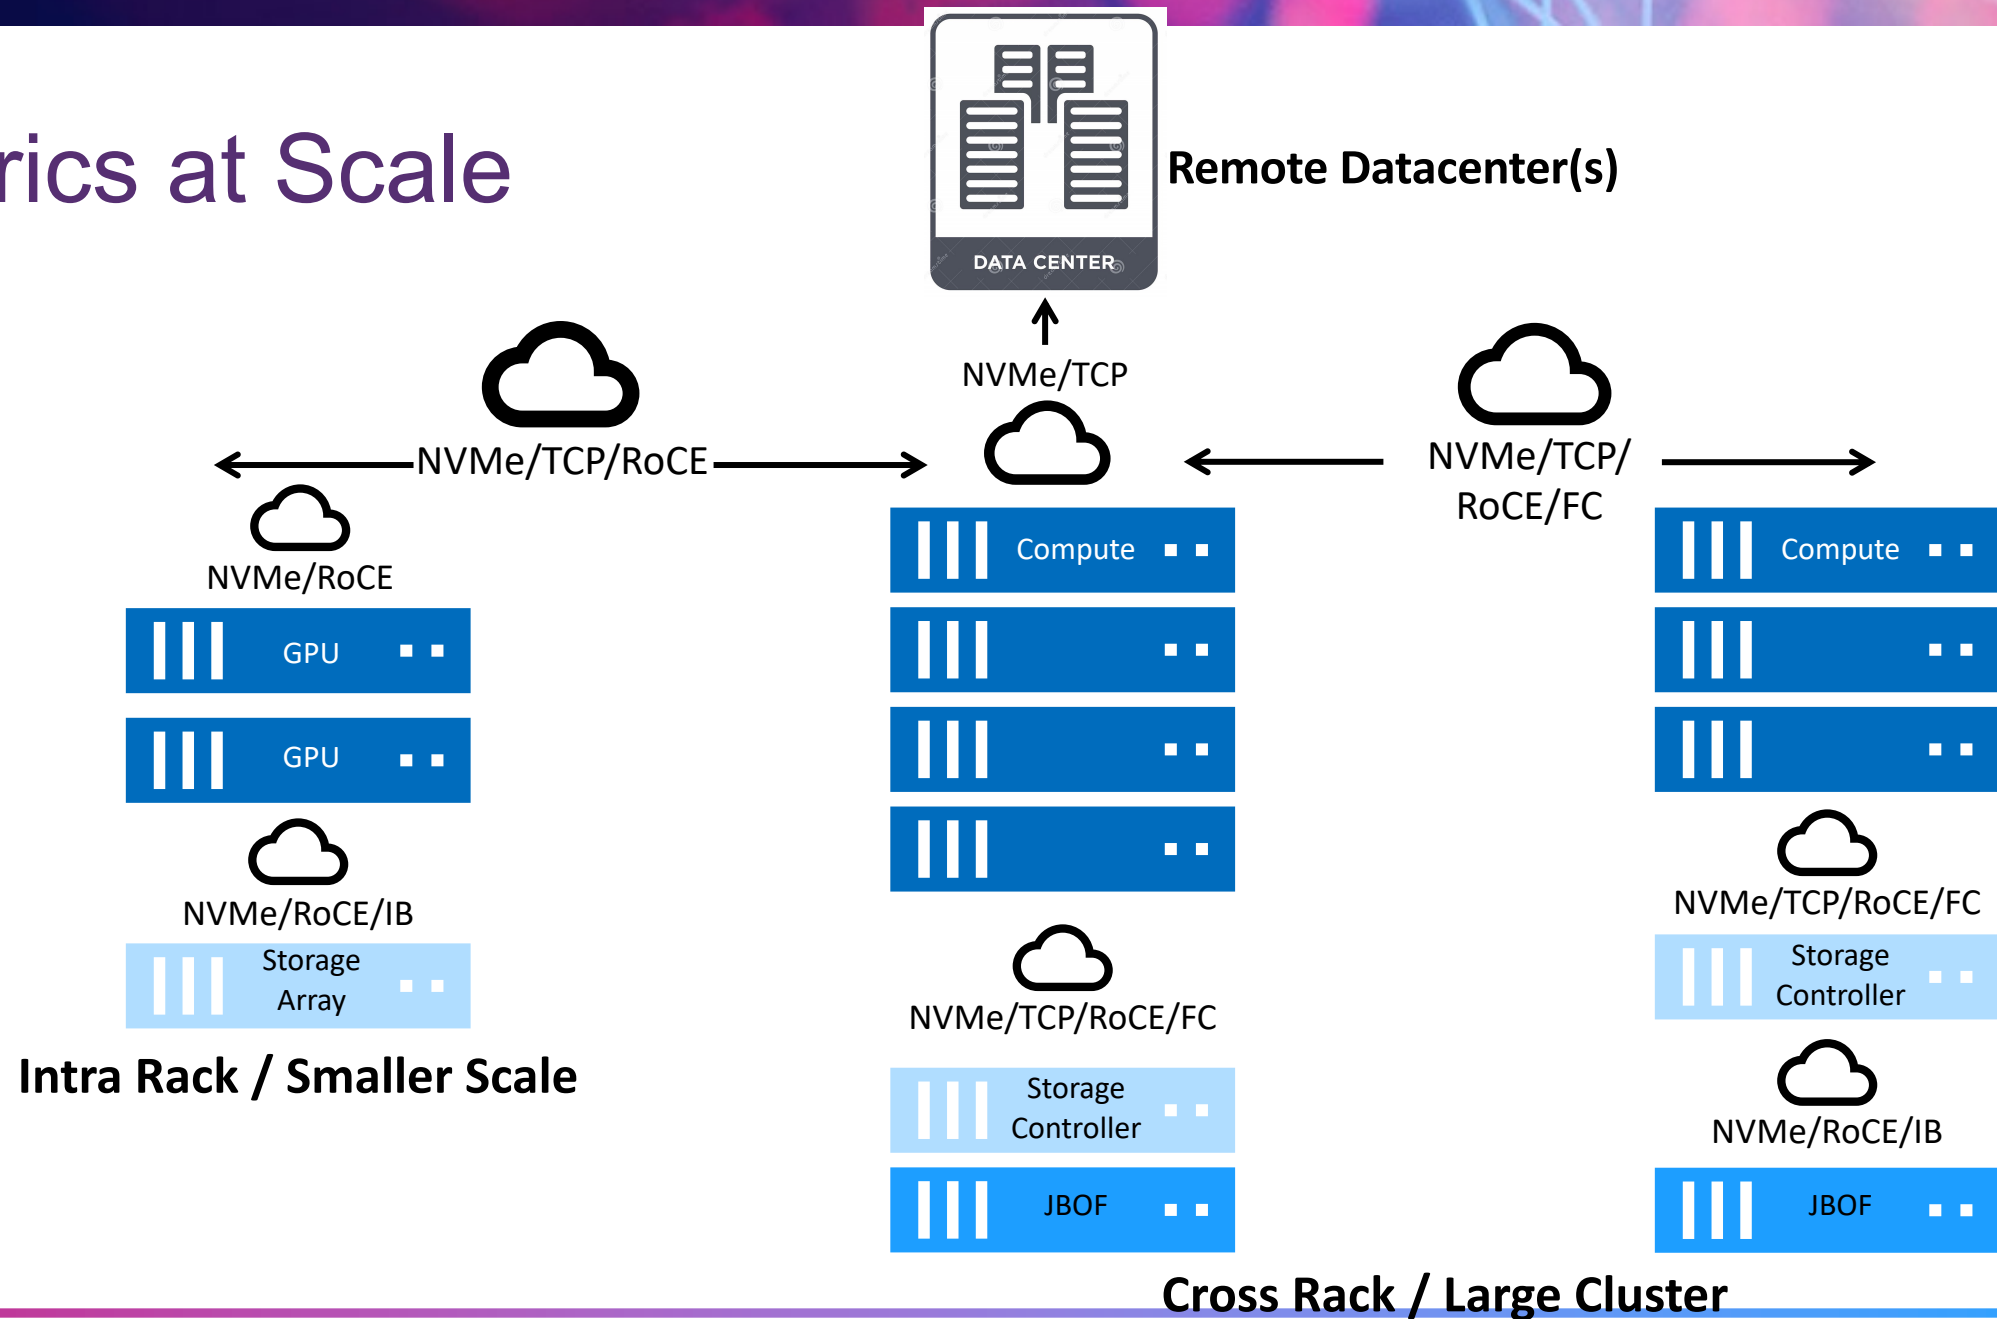 rics at Scale
DATA CENTER
Remote Datacenter(s)
NVMe/TCP
NVMe/TCP/RoCE
NVMe/TCP/
RoCE/FC
NVMe/RoCE
GPU
GPU
NVMe/RoCE/IB
Storage
Array
Intra Rack / Smaller Scale
Compute
NVMe/TCP/RoCE/FC
Storage
Controller
JBOF
Compute
NVMe/TCP/RoCE/FC
Storage
Controller
NVMe/RoCE/IB
JBOF
Cross Rack / Large Cluster